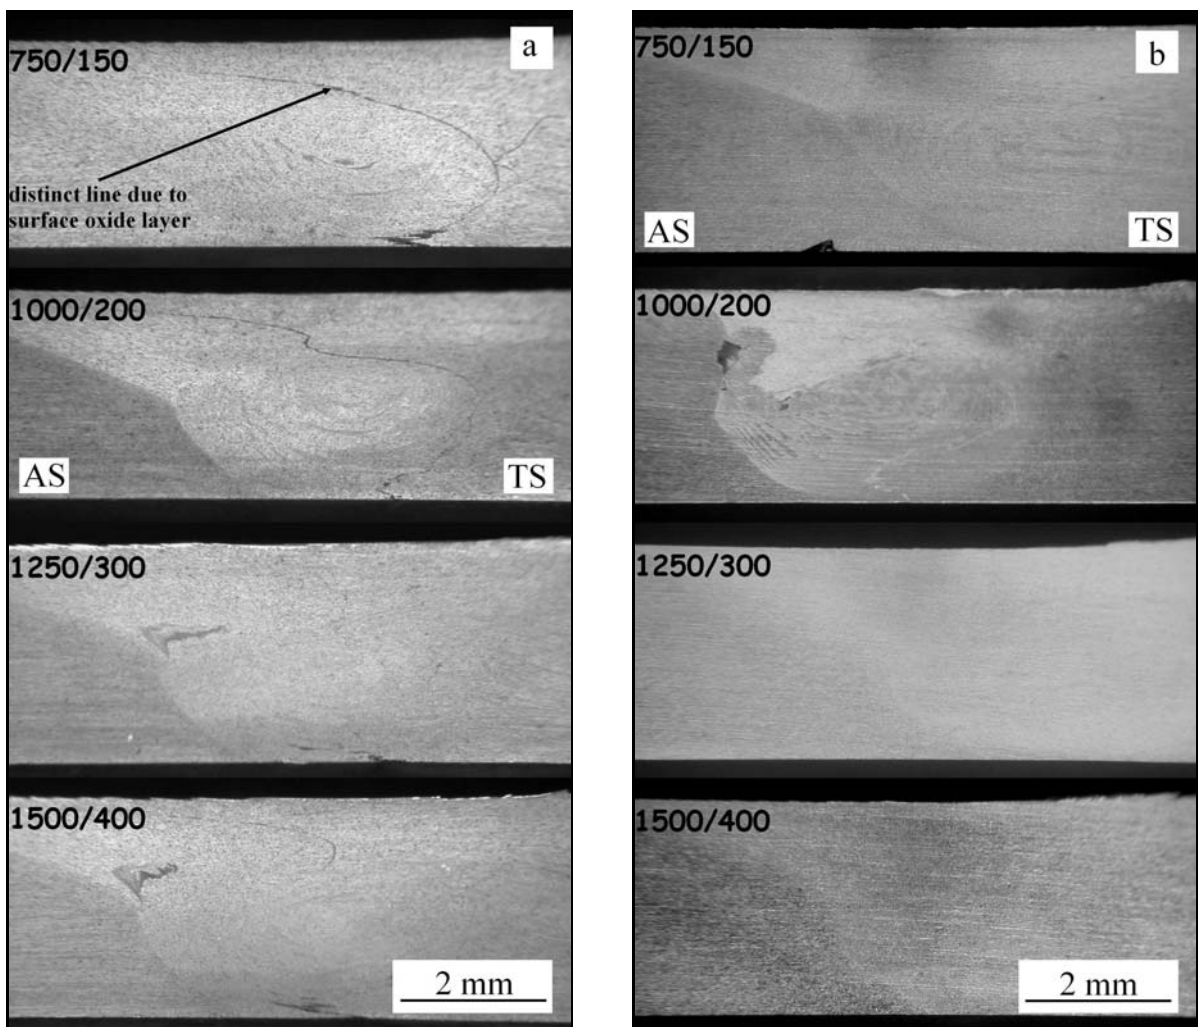 a
750/150
distinct line due to
surface oxide layer
1000/200
AS TS
1250/300
1500/400
2 mm
b
750/150
AS TS
1000/200
1250/300
1500/400
2 mm